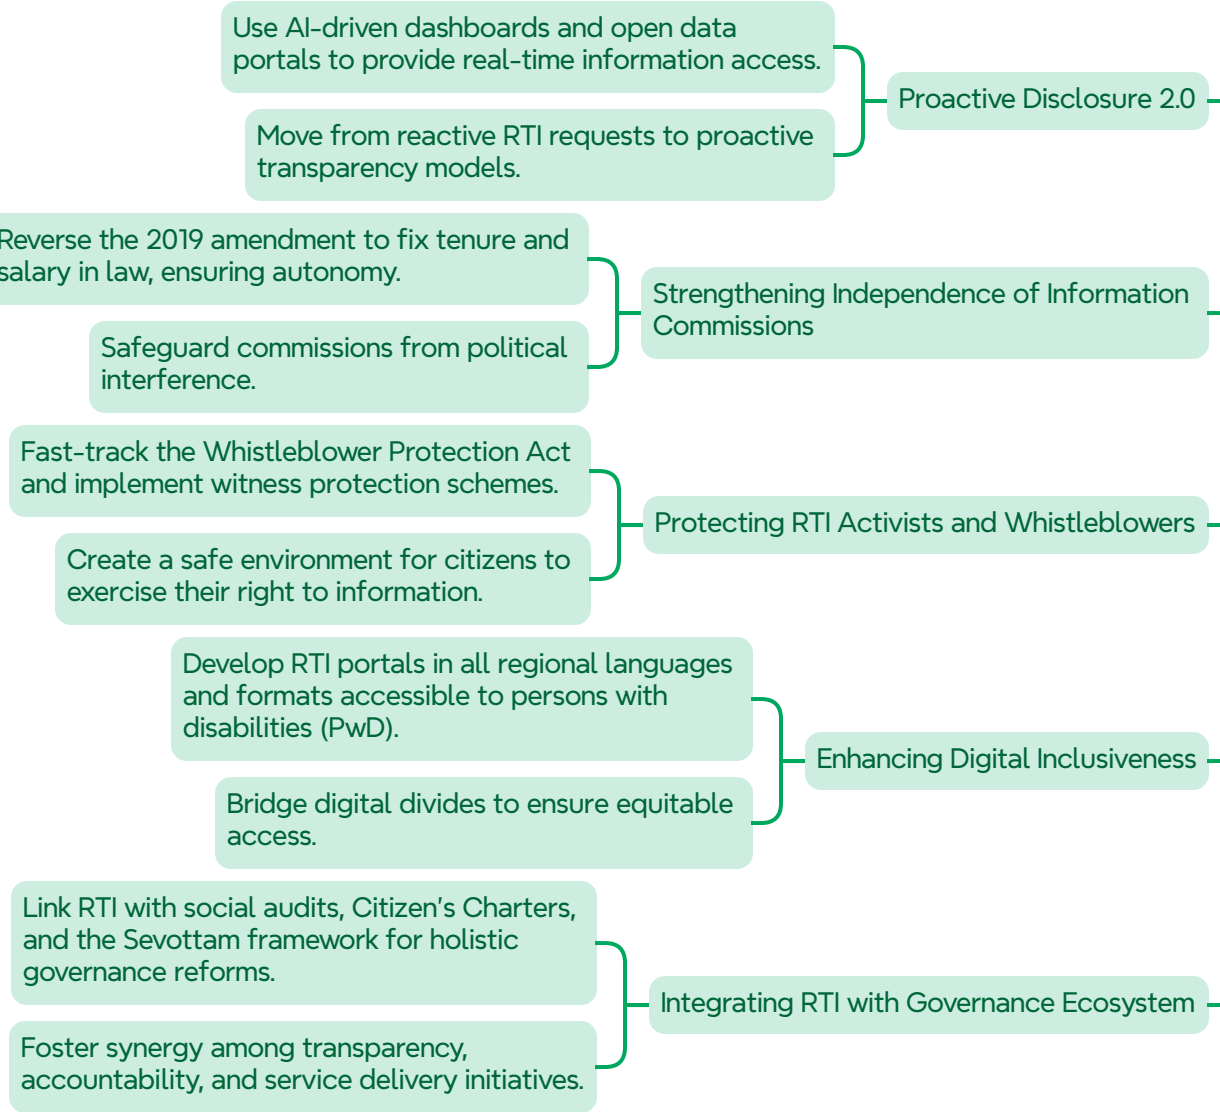 Use AI-driven dashboards and open data
portals to provide real-time information access.
Proactive Disclosure 2.0
Move from reactive RTI requests to proactive
transparency models.
Reverse the 2019 amendment to fix tenure and
salary in law, ensuring autonomy.
Strengthening Independence of Information
Commissions
Safeguard commissions from political
interference.
Fast-track the Whistleblower Protection Act
and implement witness protection schemes.
Protecting RTI Activists and Whistleblowers
Create a safe environment for citizens to
exercise their right to information.
Develop RTI portals in all regional languages
and formats accessible to persons with
disabilities (PwD).
Enhancing Digital Inclusiveness
Bridge digital divides to ensure equitable
access.
Link RTI with social audits, Citizen's Charters,
and the Sevottam framework for holistic
governance reforms.
Integrating RTI with Governance Ecosystem
Foster synergy among transparency,
accountability, and service delivery initiatives.